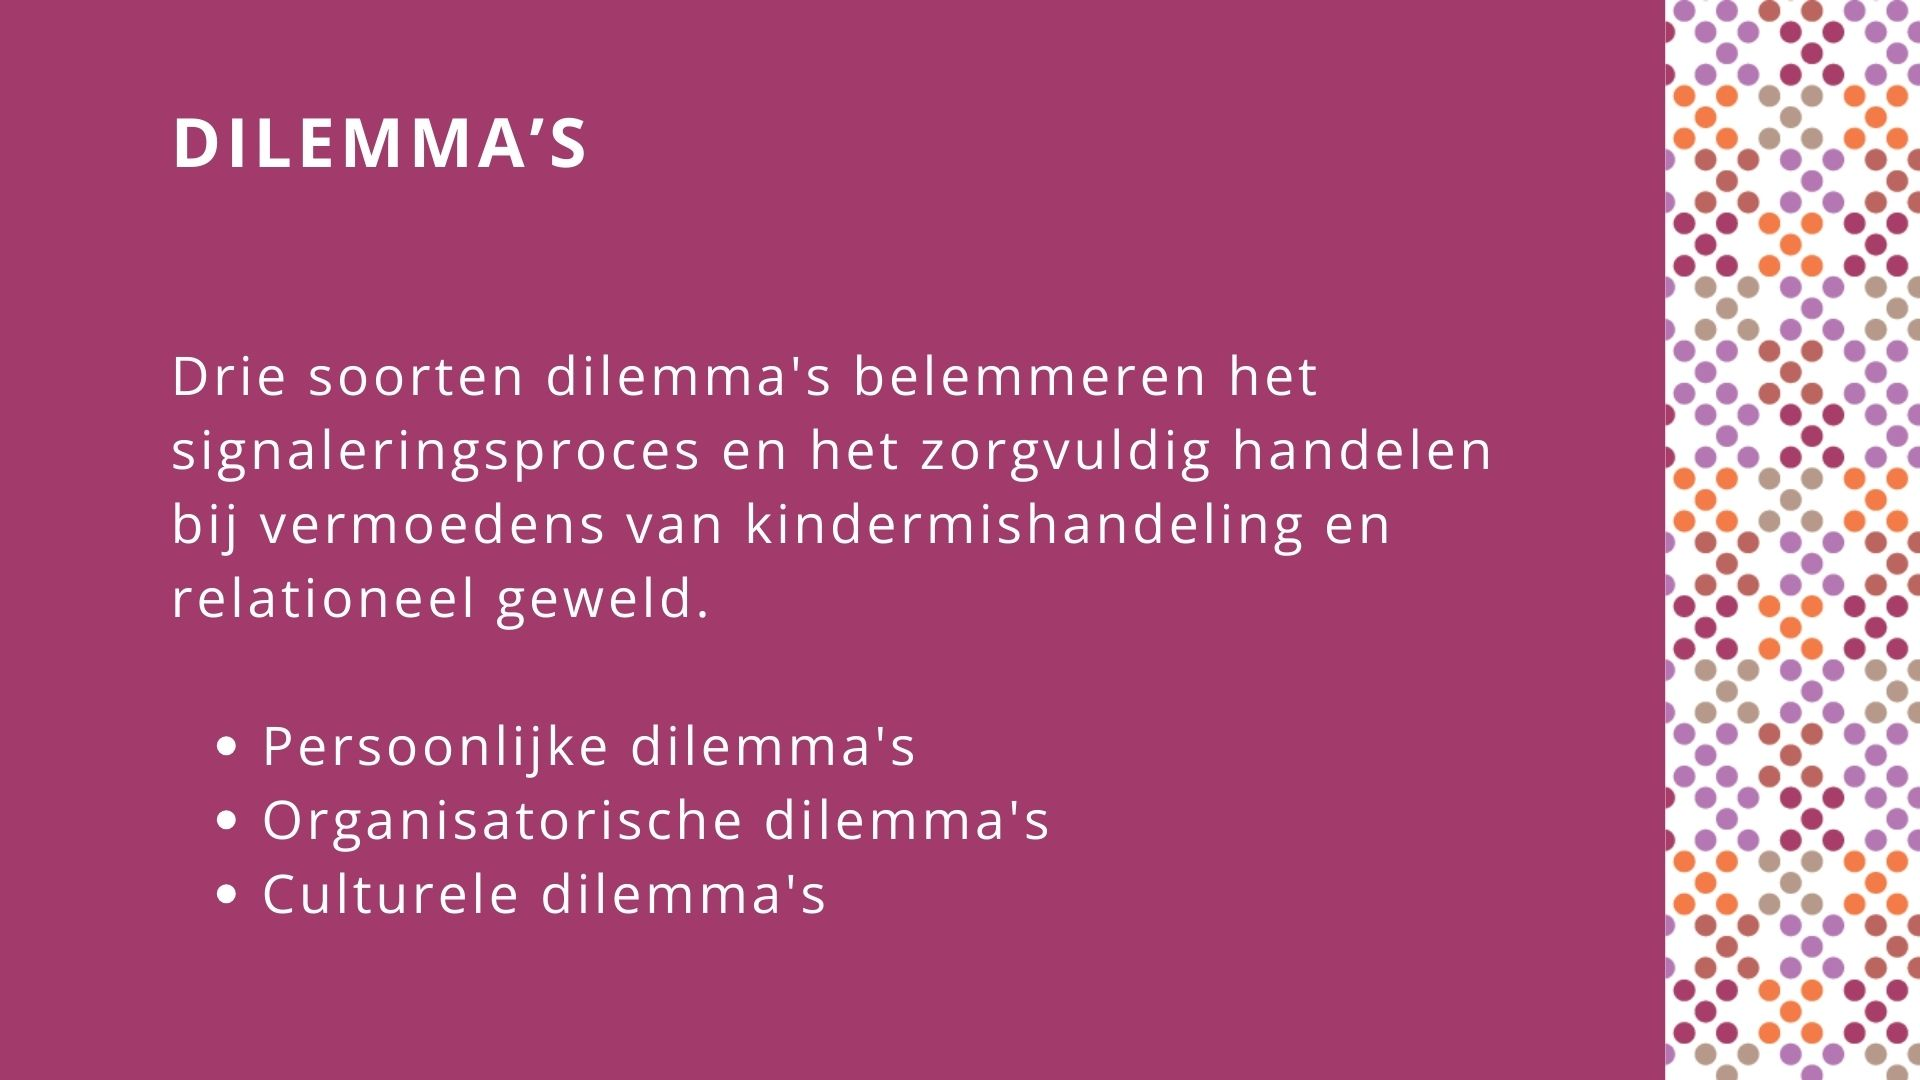 DILEMMA’S
Drie soorten dilemma's belemmeren het
signaleringsproces en het zorgvuldig handelen
bij vermoedens van kindermishandeling en
relationeel geweld.
• Persoonlijke dilemma's
• Organisatorische dilemma's
• Culturele dilemma's